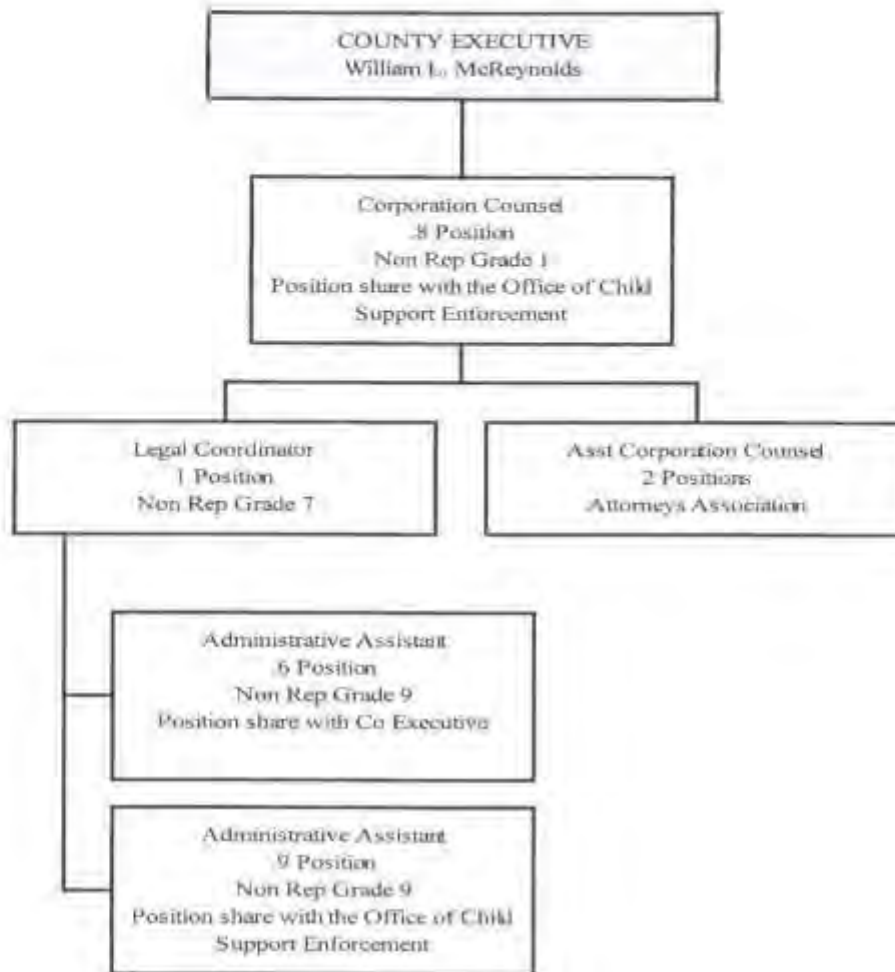 COUNTY EXECUTIVE
William L. McReynolds
Corporation Counsel
.8 Position
Non Rep Grade 1
Position share with the Office of Child
Support Enforcement
Legal Coordinator
1 Position
Non Rep Grade 7
Asst Corporation Counsel
2 Positions
Attorneys Association
Administrative Assistant
.6 Position
Non Rep Grade 9
Position share with Co Executive
Administrative Assistant
.9 Position
Non Rep Grade 9
Position share with the Office of Child
Support Enforcement